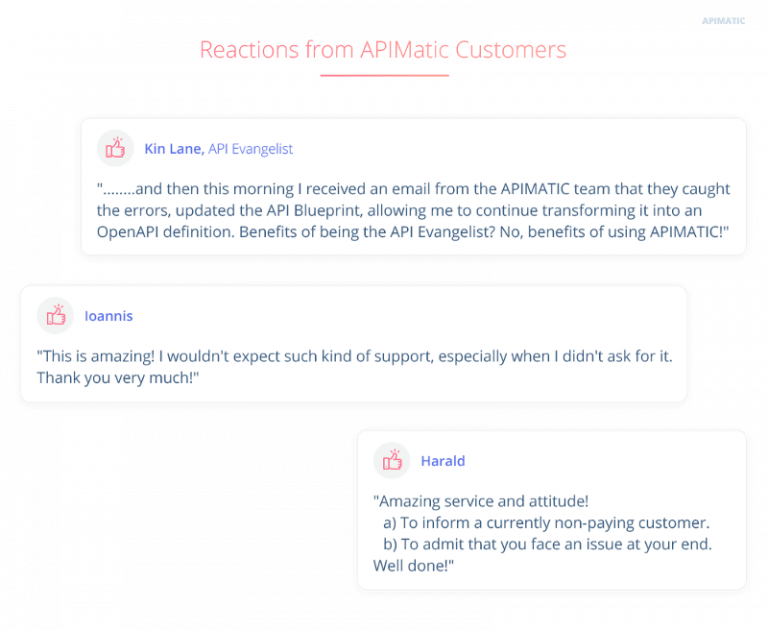 APIMATIC
Reactions from APIMatic Customers
Kin Lane, API Evangelist
"........and then this morning I received an email from the APIMATIC team that they caught
the errors, updated the API Blueprint, allowing me to continue transforming it into an
OpenAPI definition. Benefits of being the API Evangelist? No, benefits of using APIMATIC!"
Ioannis
"This is amazing! I wouldn't expect such kind of support, especially when I didn't ask for it.
Thank you very much!"
Harald
"Amazing service and attitude!
a) To inform a currently non-paying customer.
b) To admit that you face an issue at your end.
Well done!"